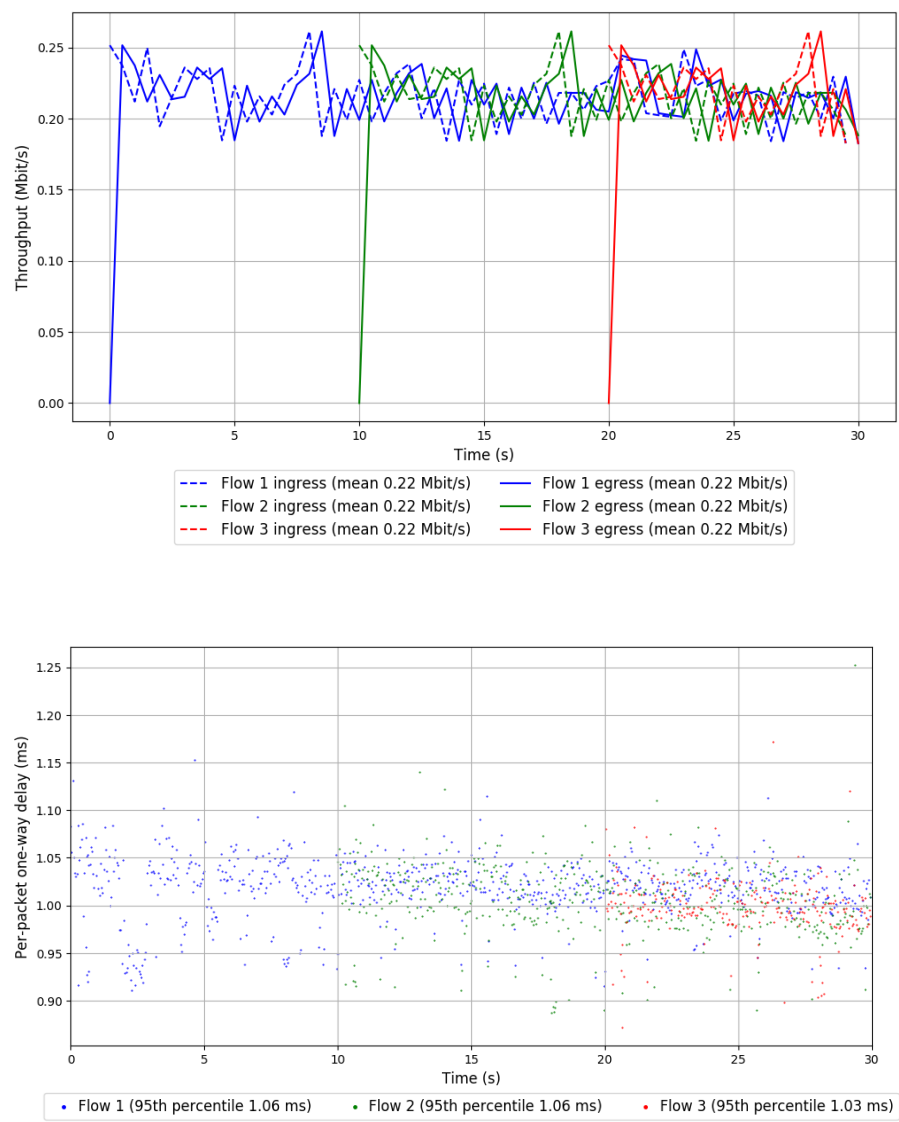 0.25
0.20
0.15
0.10
0.05
0.00
Throughput (Mbit/s)
0 5 10 15 20 25 30
Time (s)
Flow 1 ingress (mean 0.22 Mbit/s) Flow 1 egress (mean 0.22 Mbit/s)
Flow 2 ingress (mean 0.22 Mbit/s) Flow 2 egress (mean 0.22 Mbit/s)
Flow 3 ingress (mean 0.22 Mbit/s) Flow 3 egress (mean 0.22 Mbit/s)
1.25
1.20
1.15
1.10
1.05
1.00
0.95
0.90
Per-packet one-way delay (ms)
0 5 10 15 20 25 30
Time (s)
Flow 1 (95th percentile 1.06 ms) Flow 2 (95th percentile 1.06 ms) Flow 3 (95th percentile 1.03 ms)